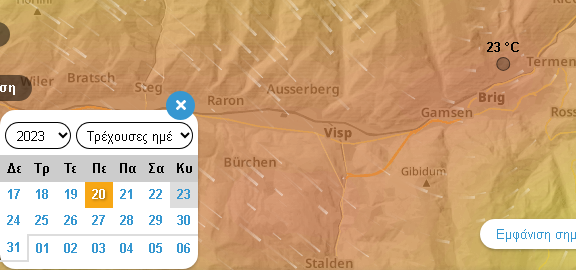 23 °C
Termen
ση
Wiler
Bratsch
Steg
Raron
Ausserberg
Brig
Gamsen
Ross
Visp
Bürchen
Gibidum
Stalden
2023
Τρέχουσες ημέ
Δε Τρ Τε Πε Πα Σα Κυ
17 18 19 20 21 22 23
24 25 26 27 28 29 30
31 01 02 03 04 05 06
Εμφάνιση σημ